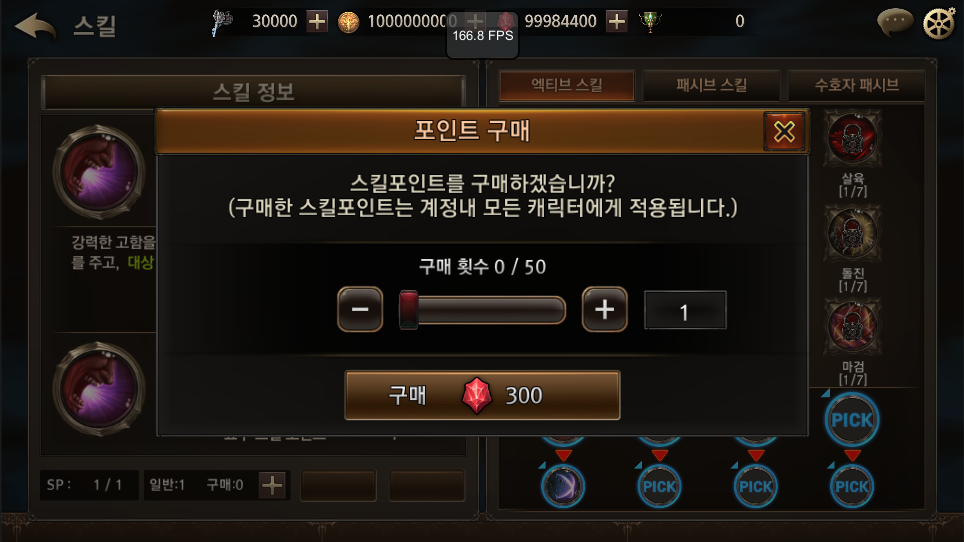 스킬
30000
1000000000
99984400
0
166.8 FPS
스킬 정보
엑티브 스킬
패시브 스킬
수호자 패시브
포인트 구매
스킬포인트를 구매하겠습니까?
(구매한 스킬포인트는 계정내 모든 캐릭터에게 적용됩니다.)
강력한 고함을
를 주고, 대상
구매 횟수 0 / 50
1
구매 300
살육
[1/7]
돌진
[1/7]
마검
[1/7]
PICK
PICK
PICK
PICK
SP : 1 / 1
일반:1
구매:0